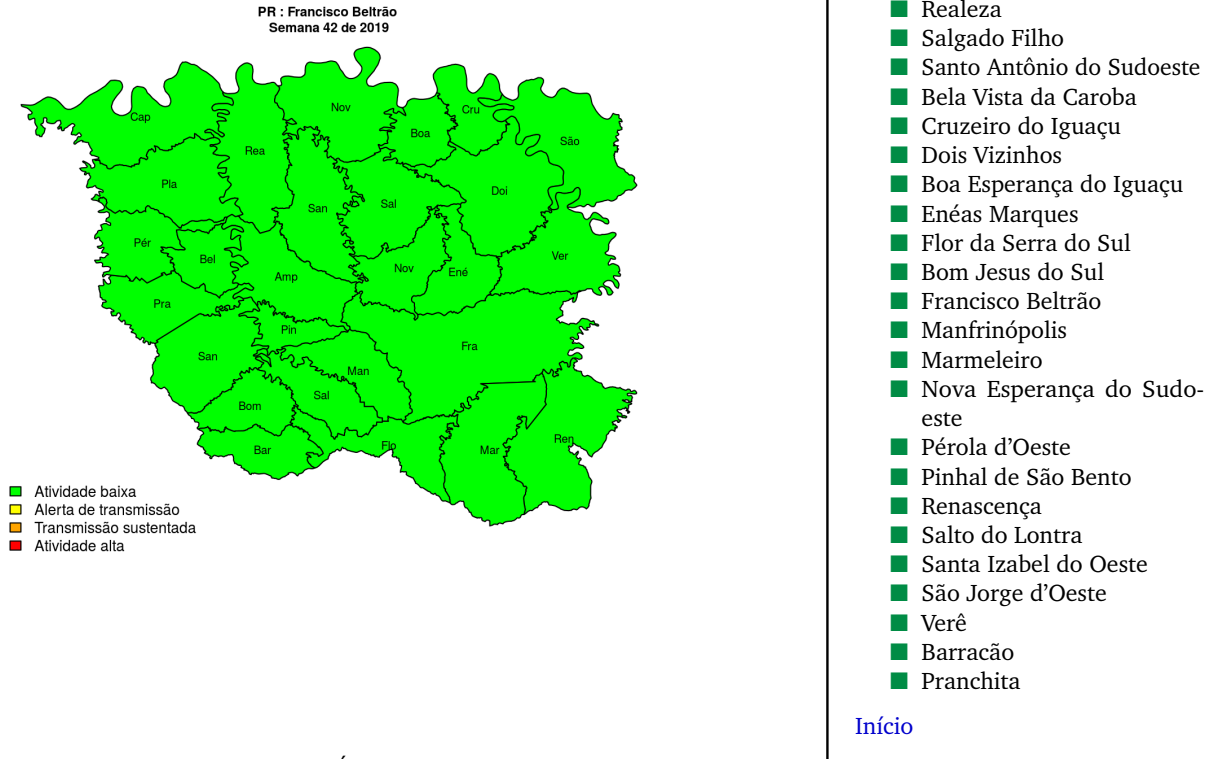 PR : Francisco Beltrão
Semana 42 de 2019
Cap
Nov
Cru
Boa
São
Rea
Pla
Doi
San
Sal
Pér
Bel
Ver
Nov
Ené
Amp
Pra
Pin
Fra
San
Man
Sal
Bom
Flo
Ren
Bar
Mar
Atividade baixa
Alerta de transmissão
Transmissão sustentada
Atividade alta
Realeza
Salgado Filho
Santo Antônio do Sudoeste
Bela Vista da Caroba
Cruzeiro do Iguaçu
Dois Vizinhos
Boa Esperança do Iguaçu
Enéas Marques
Flor da Serra do Sul
Bom Jesus do Sul
Francisco Beltrão
Manfrinópolis
Marmeleiro
Nova Esperança do Sudo-
este
Pérola d'Oeste
Pinhal de São Bento
Renascença
Salto do Lontra
Santa Izabel do Oeste
São Jorge d'Oeste
Verê
Barracão
Pranchita
Início